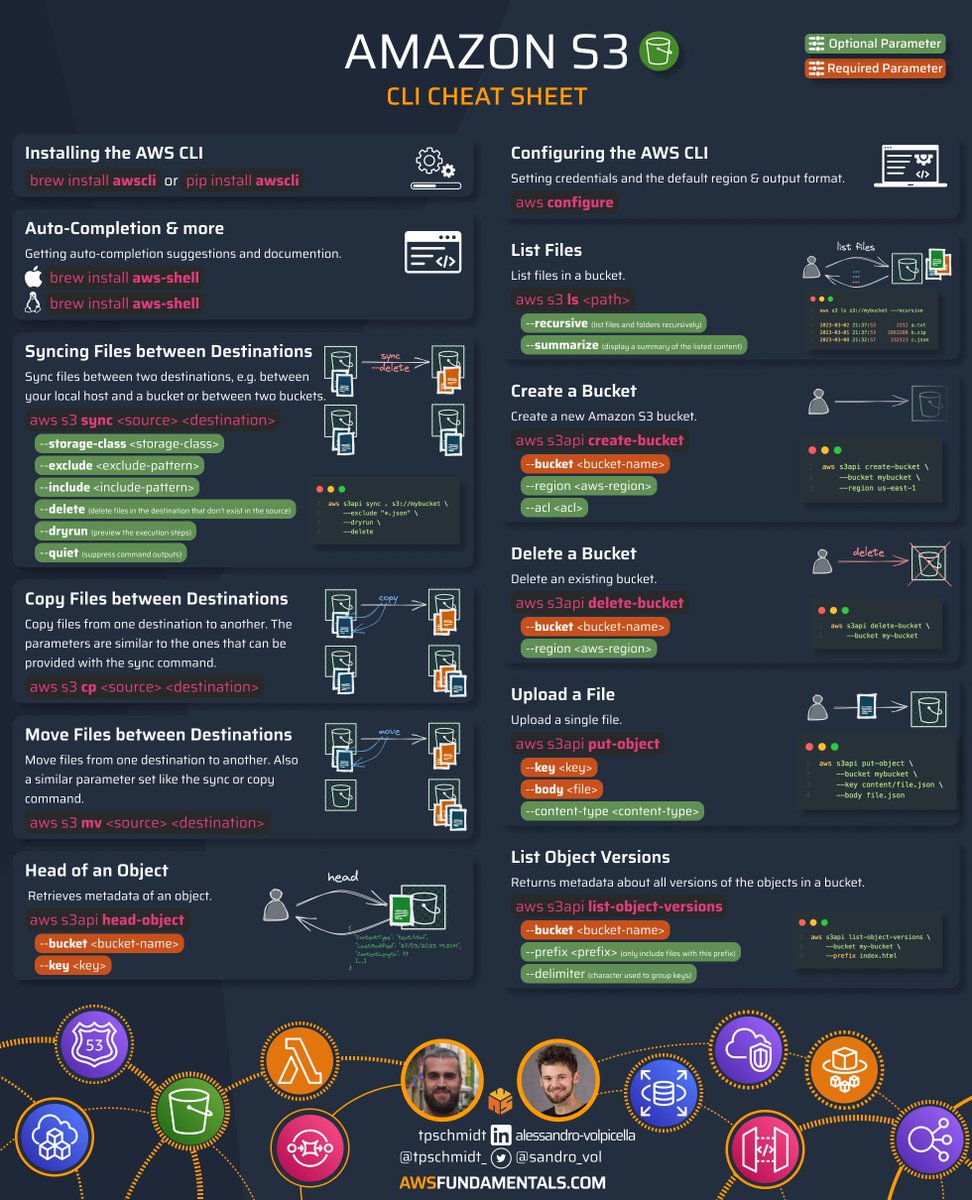 AMAZON S3
CLI CHEAT SHEET
Optional Parameter
Required Parameter
Installing the AWS CLI
brew install awscli or pip install awscli
Auto-Completion & more
Getting auto-completion suggestions and documention.
brew install aws-shell
brew install aws-shell
Syncing Files between Destinations
Sync files between two destinations, e.g. between
your local host and a bucket or between two buckets.
aws s3 sync <source> <destination>
--storage-class <storage-class>
--exclude <exclude-pattern>
--include <include-pattern>
--delete (delete files in the destination that don't exist in the source)
--dryrun (preview the execution steps)
--quiet (suppress command outputs)
sync
--delete
1 aws s3api sync . s3://mybucket \
2 --exclude "*.json" \
3 --dryrun \
4 --delete
Copy Files between Destinations
Copy files from one destination to another. The
parameters are similar to the ones that can be
provided with the sync command.
aws s3 cp <source> <destination>
copy
Move Files between Destinations
Move files from one destination to another. Also
a similar parameter set like the sync or copy
command.
aws s3 mv <source> <destination>
move
Head of an Object
Retrieves metadata of an object.
aws s3api head-object
--bucket <bucket-name>
--key <key>
head
{
"ContentType": "text/html",
"LastModified":
"ContentLength":
[...]
}
Configuring the AWS CLI
Setting credentials and the default region & output format.
aws configure
List Files
List files in a bucket.
aws s3 ls <path>
--recursive (list files and folders recursively)
--summarize (display a summary of the listed content)
list files
aws s3 ls s3://mybucket --recursive
2023-03-02 21:37:53 2312 a.txt
2023-03-01 21:37:53 2863288 b.zip
2023-03-08 21:32:57 232123 c.json
Create a Bucket
Create a new Amazon S3 bucket.
aws s3api create-bucket
--bucket <bucket-name>
--region <aws-region>
--acl <acl>
1 aws s3api create-bucket \
2 --bucket mybucket \
3 --region us-east-1
Delete a Bucket
Delete an existing bucket.
aws s3api delete-bucket
--bucket <bucket-name>
--region <aws-region>
delete
1 aws s3api delete-bucket \
2 --bucket my-bucket
Upload a File
Upload a single file.
aws s3api put-object
--key <key>
--body <file>
--content-type <content-type>
1 aws s3api put-object \
2 --bucket mybucket \
3 --key content/file.json \
4 --body file.json
List Object Versions
Returns metadata about all versions of the objects in a bucket.
aws s3api list-object-versions
--bucket <bucket-name>
--prefix <prefix> (only include files with this prefix)
--delimiter (character used to group keys)
1 aws s3api list-object-versions \
2 --bucket my-bucket \
3 --prefix index.html
53
tpschmidt in alessandro-volpicella
@tpschmidt_ @sandro_vol
AWSFUNDAMENTALS.COM